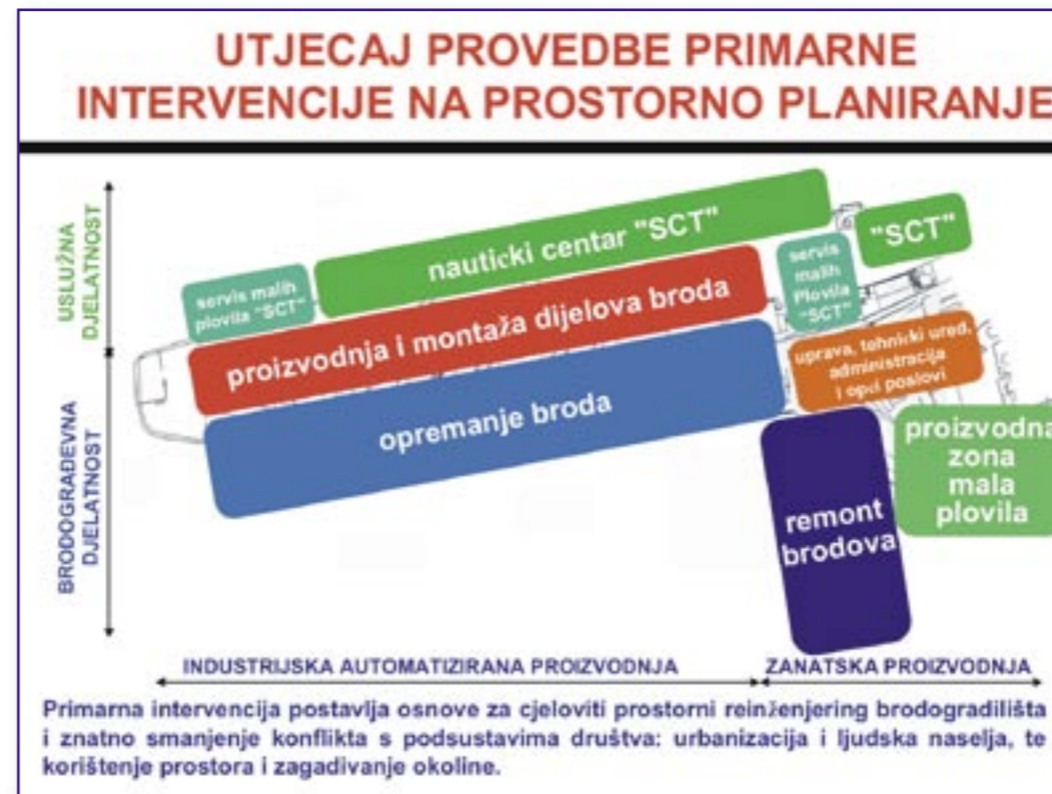 UTJECAJ PROVEDBE PRIMARNE
INTERVENCIJE NA PROSTORNO PLANIRANJE
USLUŽNA
DJELATNOST
BRODOGRAĐEVNA
DJELATNOST
servis malih
plovila "SCT"
nautički centar "SCT"
"SCT"
servis
malih
Plovila
"SCT"
proizvodnja i montaža dijelova broda
uprava, tehnički ured,
administracija
i opći poslovi
opremanje broda
remont
brodova
proizvodna
zona
mala
plovila
INDUSTRIJSKA AUTOMATIZIRANA PROIZVODNJA
ZANATSKA PROIZVODNJA
Primarna intervencija postavlja osnove za cjeloviti prostorni reinženjering brodogradilišta
i znatno smanjenje konflikta s podsustavima društva: urbanizacija i ljudska naselja, te
korištenje prostora i zagađivanje okoline.